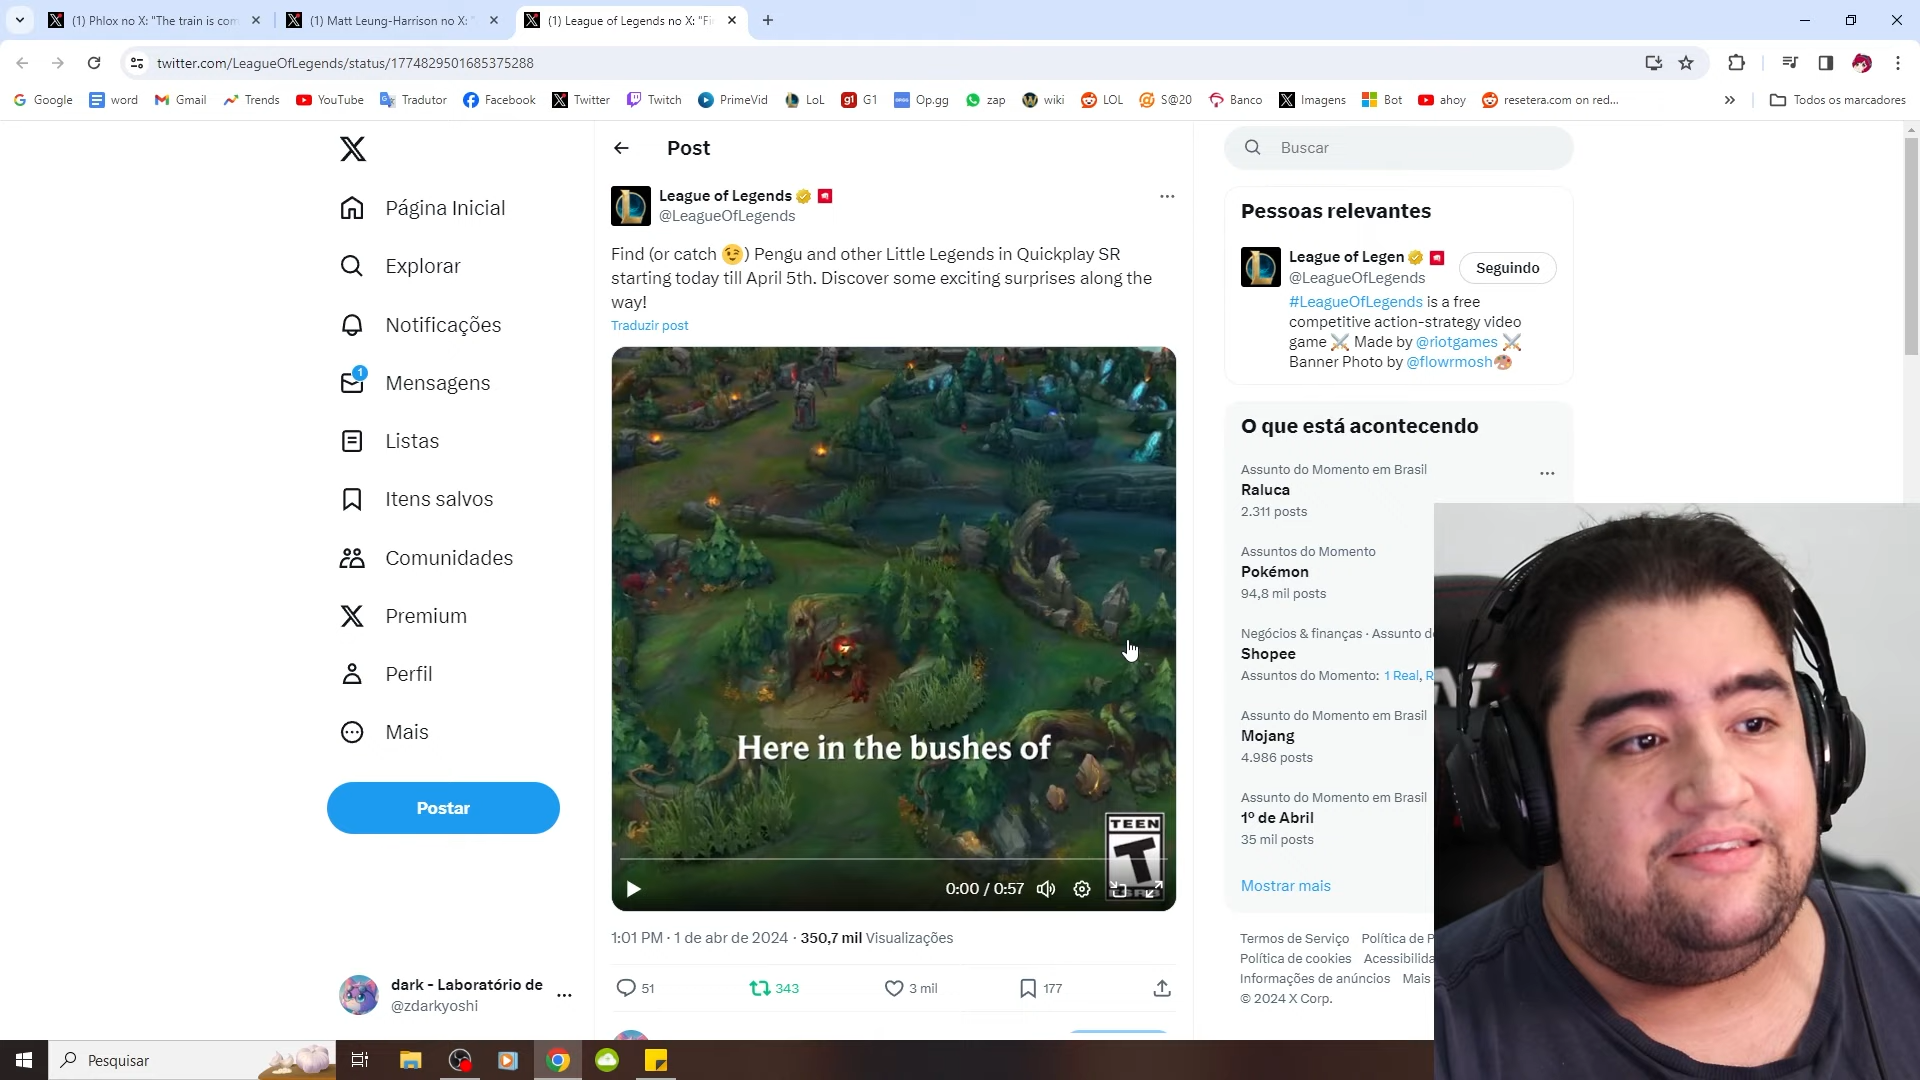 (1) Phlox no X: "The train is com
(1) Matt Leung-Harrison no X: "
(1) League of Legends no X: "Fi
twitter.com/LeagueOfLegends/status/1774829501685375288
Google
word
Gmail
Trends
YouTube
Tradutor
Facebook
Twitter
Twitch
PrimeVid
LoL
G1
Op.gg
zap
wiki
LOL
S@20
Banco
Imagens
Bot
ahoy
resetera.com on red...
Todos os marcadores
Página Inicial
Explorar
Notificações
1
Mensagens
Listas
Itens salvos
Comunidades
Premium
Perfil
Mais
Postar
dark - Laboratório de
@zdarkyoshi
Post
League of Legends
@LeagueOfLegends
Find (or catch 😉) Pengu and other Little Legends in Quickplay SR
starting today till April 5th. Discover some exciting surprises along the
way!
Traduzir post
Here in the bushes of
TEEN
T
0:00 / 0:57
1:01 PM · 1 de abr de 2024 · 350,7 mil Visualizações
51
343
3 mil
177
Buscar
Pessoas relevantes
League of Legen
@LeagueOfLegends
Seguindo
#LeagueOfLegends is a free
competitive action-strategy video
game ⚔️ Made by @riotgames ⚔️
Banner Photo by @flowrmosh🎨
O que está acontecendo
Assunto do Momento em Brasil
Raluca
2.311 posts
Assuntos do Momento
Pokémon
94,8 mil posts
Negócios & finanças · Assunto d
Shopee
Assuntos do Momento: 1 Real, R
Assunto do Momento em Brasil
Mojang
4.986 posts
Assunto do Momento em Brasil
1º de Abril
35 mil posts
Mostrar mais
Termos de Serviço Política de P
Política de cookies Acessibilida
Informações de anúncios Mais
© 2024 X Corp.
Pesquisar